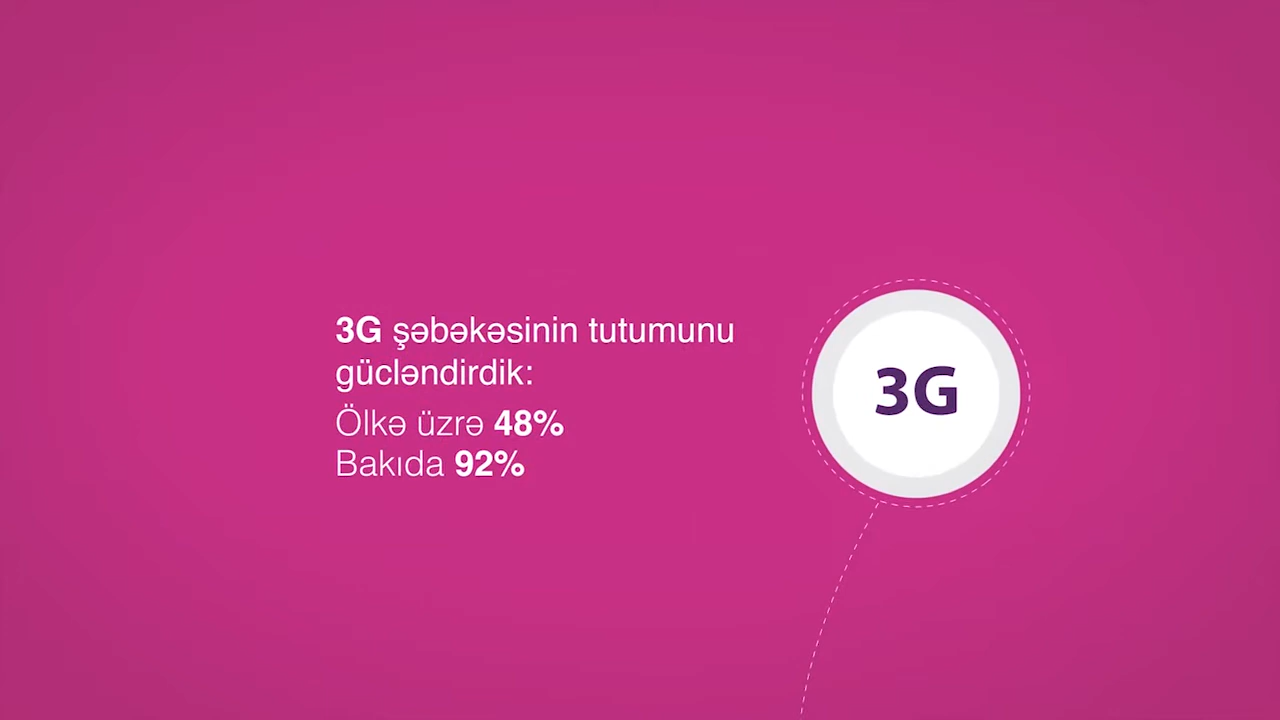 3G şəbəkəsinin tutumunu
gücləndirdik:
Ölkə üzrə 48%
Bakıda 92%
3G